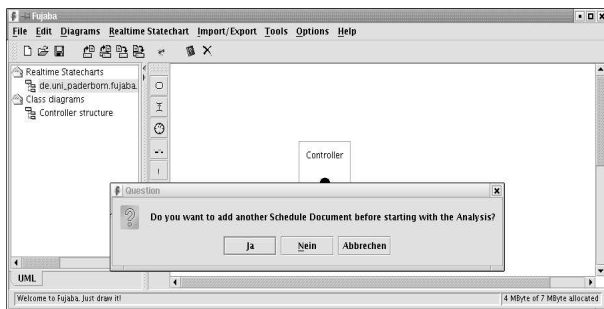 Fujaba
File Edit Diagrams Realtime Statechart Import/Export Tools Options Help
Realtime Statecharts
de.uni_paderborn.fujaba.
Class diagrams
Controller structure
Controller
Question
Do you want to add another Schedule Document before starting with the Analysis?
Ja Nein Abbrechen
UML
Welcome to Fujaba. Just draw it!
4 MByte of 7 MByte allocated